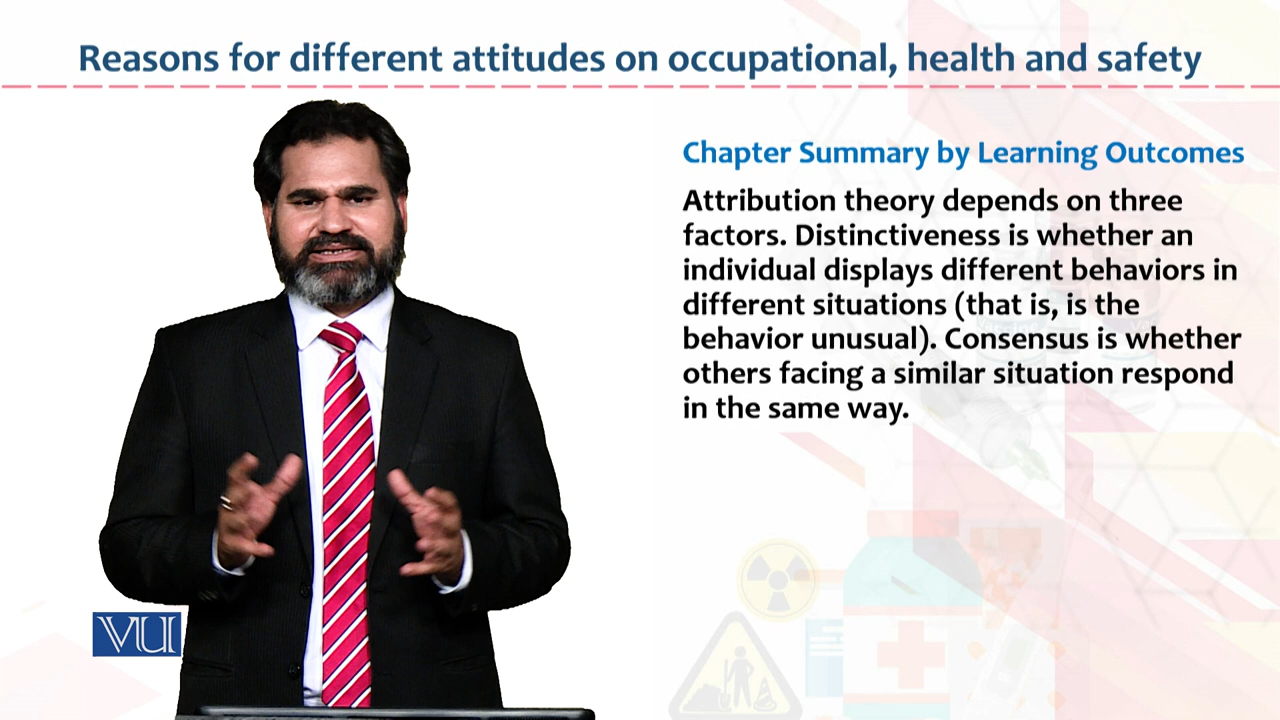 Reasons for different attitudes on occupational, health and safety
Chapter Summary by Learning Outcomes
Attribution theory depends on three
factors. Distinctiveness is whether an
individual displays different behaviors in
different situations (that is, is the
behavior unusual). Consensus is whether
others facing a similar situation respond
in the same way.
VU